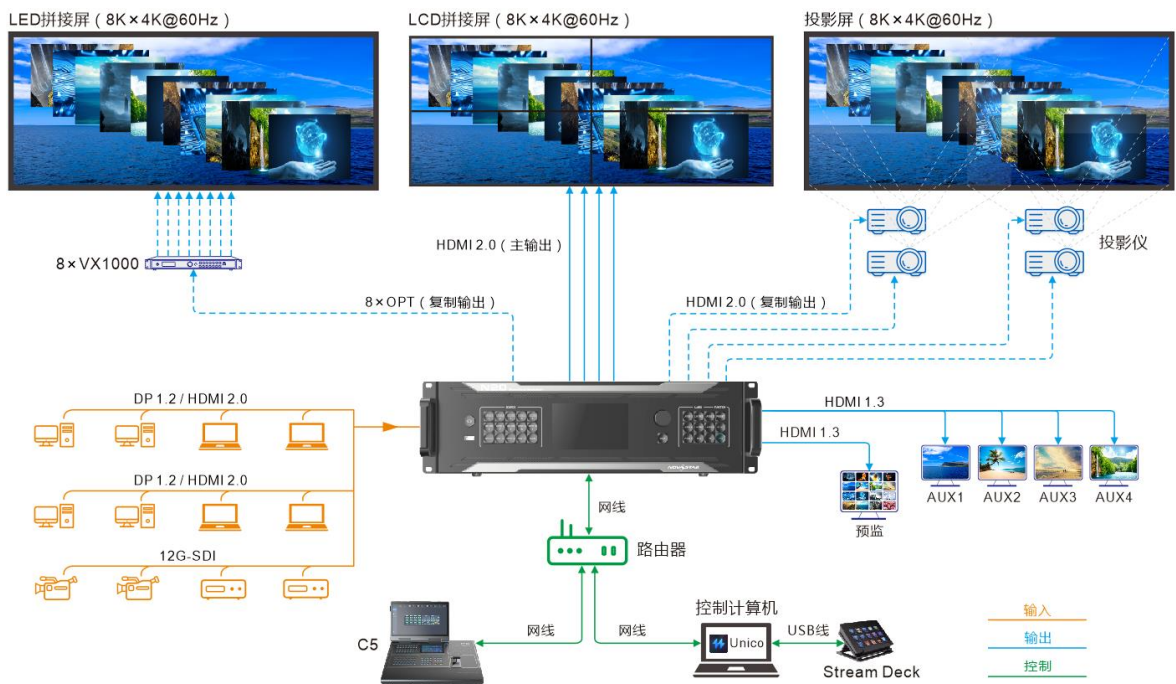 LED拼接屏(8K×4K@60Hz)
LCD拼接屏(8K×4K@60Hz)
投影屏(8K×4K@60Hz)
HDMI 2.0(主输出)
投影仪
8×VX1000
8×OPT(复制输出)
HDMI 2.0(复制输出)
DP 1.2 / HDMI 2.0
HDMI 1.3
HDMI 1.3
DP 1.2 / HDMI 2.0
AUX1
AUX2
AUX3
AUX4
网线
预监
12G-SDI
路由器
控制计算机
输入
C5
网线
网线
Unico
USB线
输出
Stream Deck
控制